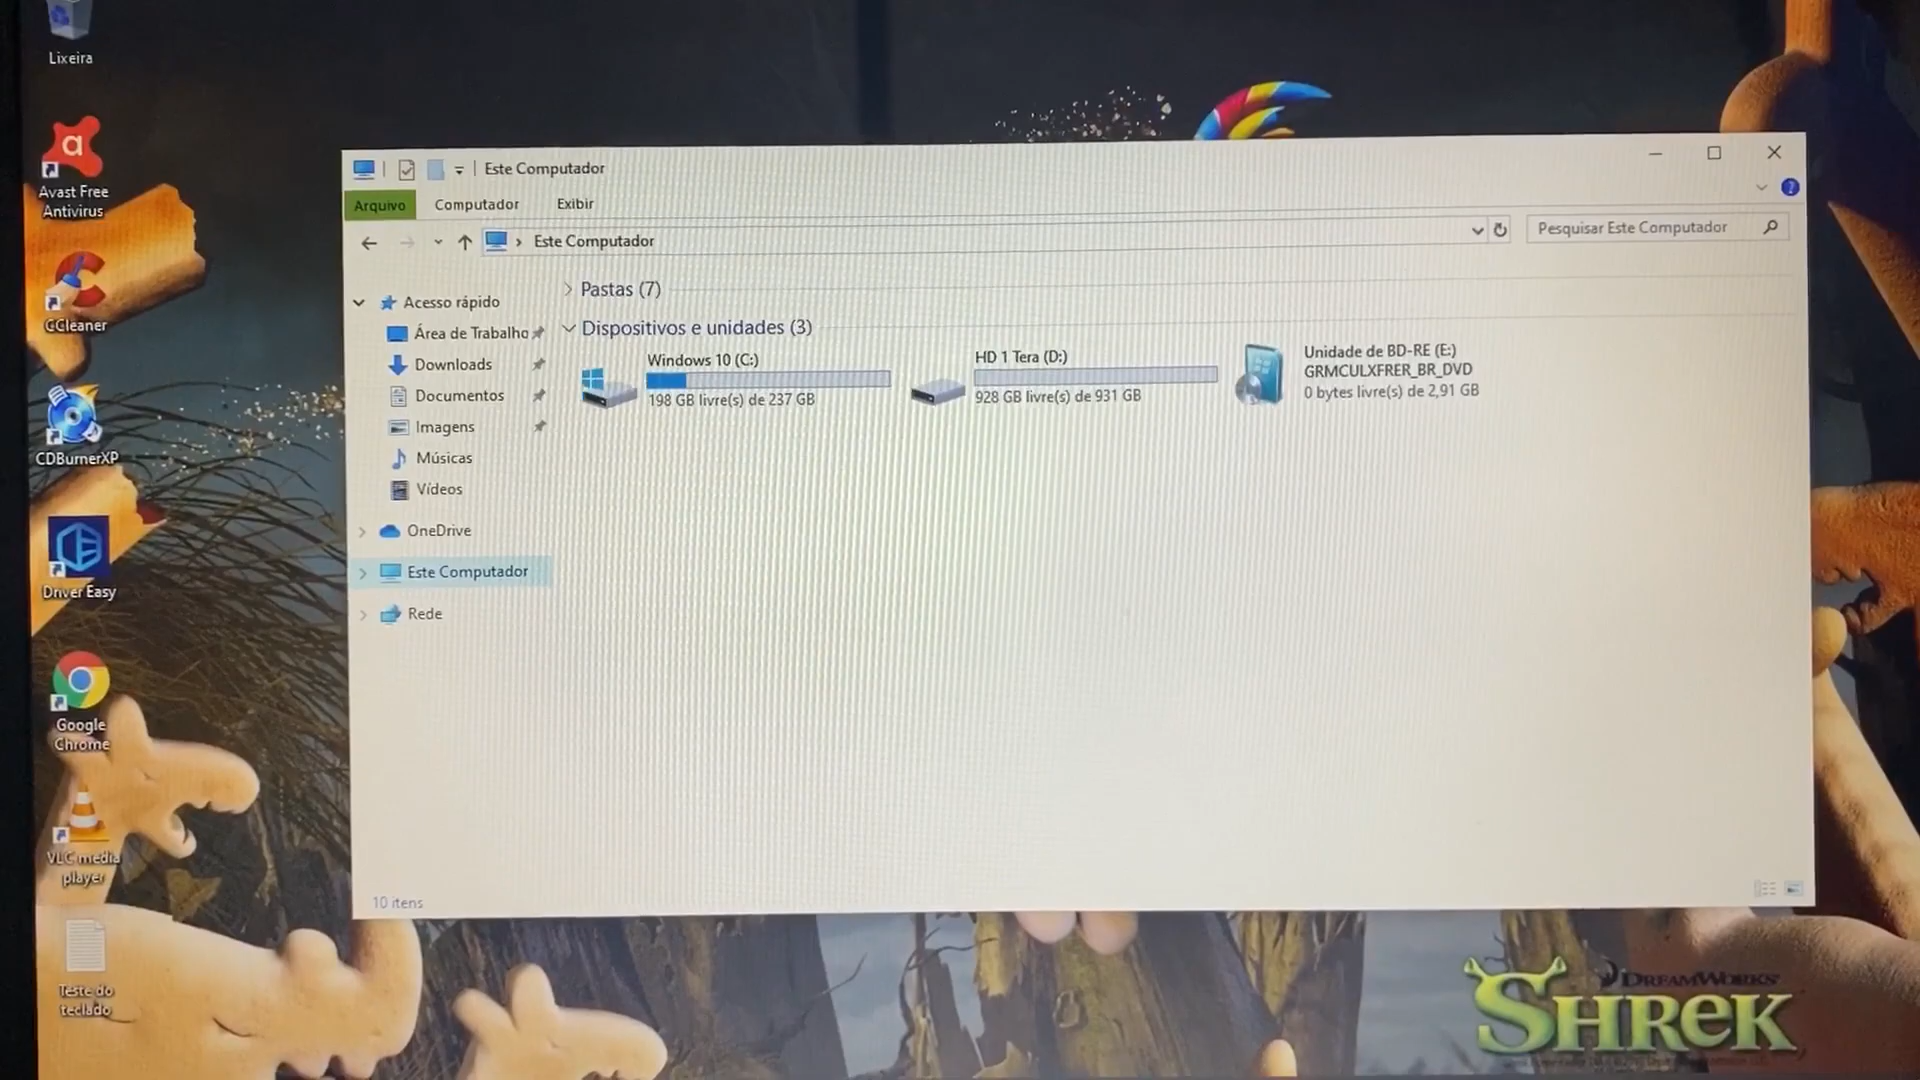 Lixeira
Avast Free
Antivirus
CCleaner
CDBurnerXP
Driver Easy
Google
Chrome
VLC media
player
Teste do
teclado
Este Computador
Arquivo
Computador
Exibir
Este Computador
Pesquisar Este Computador
Acesso rápido
Área de Trabalho
Downloads
Documentos
Imagens
Músicas
Vídeos
OneDrive
Este Computador
Rede
Pastas (7)
Dispositivos e unidades (3)
Windows 10 (C:)
198 GB livre(s) de 237 GB
HD 1 Tera (D:)
928 GB livre(s) de 931 GB
Unidade de BD-RE (E:)
GRMCULXFRER_BR_DVD
0 bytes livre(s) de 2,91 GB
10 itens
DREAMWORKS
SHREK